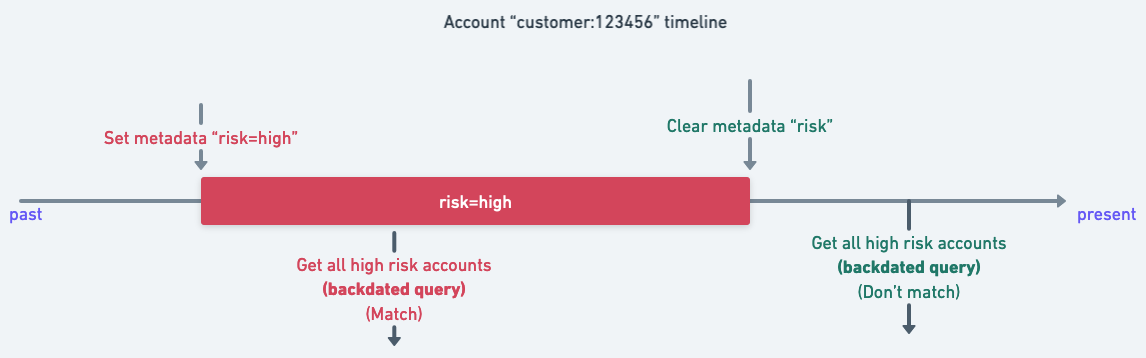 Account “customer:123456” timeline
Set metadata “risk=high”
Clear metadata “risk”
risk=high
past
present
Get all high risk accounts
(backdated query)
(Match)
Get all high risk accounts
(backdated query)
(Don’t match)